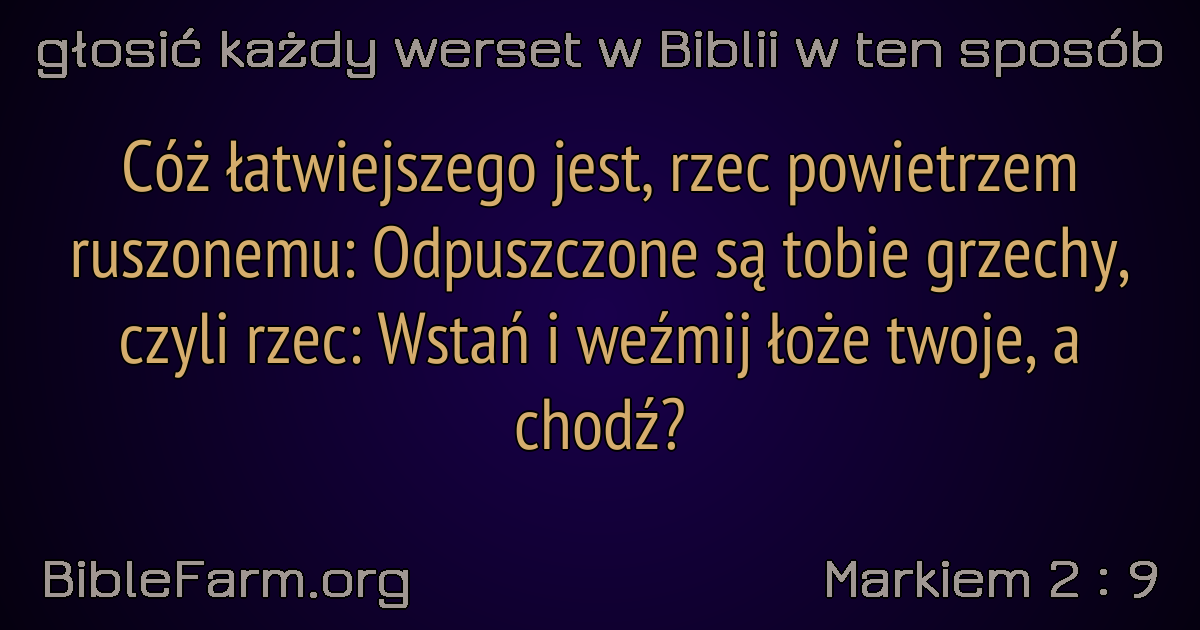 głosić każdy werset w Biblii w ten sposób
Cóż łatwiejszego jest, rzec powietrzem
ruszonemu: Odpuszczone są tobie grzechy,
czyli rzec: Wstań i weźmij łoże twoje, a
chodź?
BibleFarm.org
Markiem 2 : 9